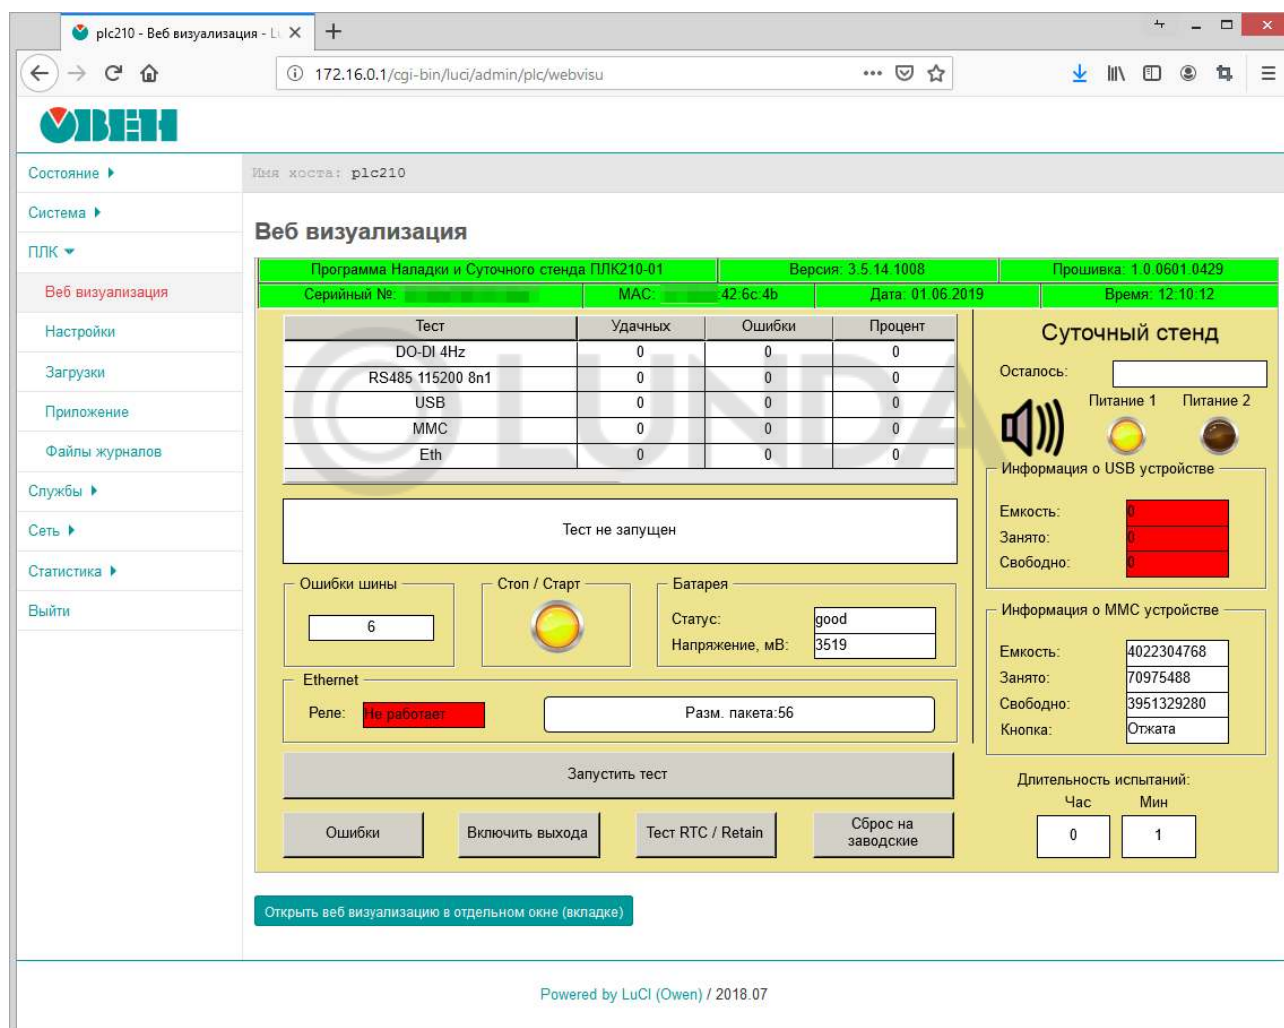 plc210 - Веб визуализация - Lu
172.16.0.1/cgi-bin/luci/admin/plc/webvisu
ОВЕН
Имя хоста: plc210
Состояние
Система
ПЛК
Веб визуализация
Настройки
Загрузки
Приложение
Файлы журналов
Службы
Сеть
Статистика
Выйти
Веб визуализация
Программа Наладки и Суточного стенда ПЛК210-01 Версия: 3.5.14.1008 Прошивка: 1.0.0601.0429
Серийный №: MAC: :42:6c:4b Дата: 01.06.2019 Время: 12:10:12
Тест Удачных Ошибки Процент
DO-DI 4Hz 0 0 0
RS485 115200 8n1 0 0 0
USB 0 0 0
MMC 0 0 0
Eth 0 0 0
© LUNDA
Тест не запущен
Ошибки шины
6
Стоп / Старт
Батарея
Статус: good
Напряжение, мВ: 3519
Ethernet
Реле: Не работает
Разм. пакета:56
Запустить тест
Ошибки
Включить выхода
Тест RTC / Retain
Сброс на
заводские
Суточный стенд
Осталось:
Питание 1 Питание 2
Информация о USB устройстве
Емкость: 0
Занято: 0
Свободно: 0
Информация о MMC устройстве
Емкость: 4022304768
Занято: 70975488
Свободно: 3951329280
Кнопка: Отжата
Длительность испытаний:
Час Мин
0 1
Открыть веб визуализацию в отдельном окне (вкладке)
Powered by LuCI (Owen) / 2018.07